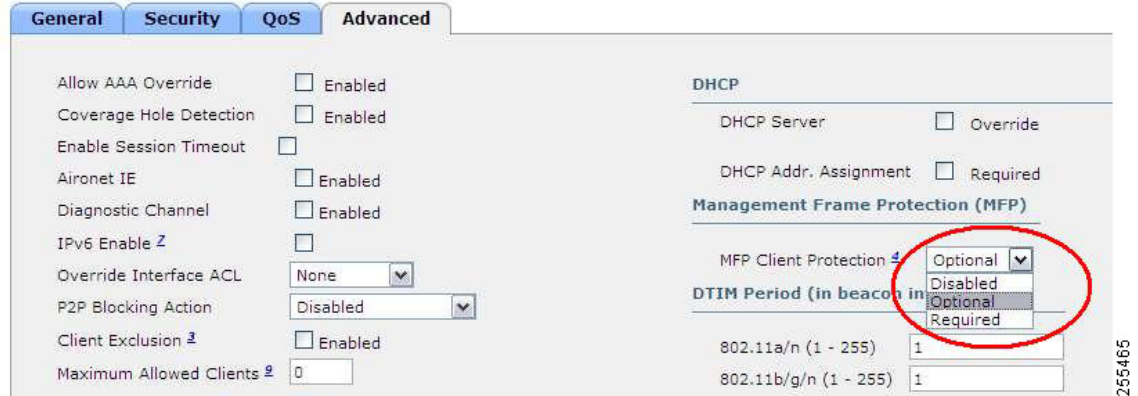 General Security QoS Advanced
Allow AAA Override Enabled
Coverage Hole Detection Enabled
Enable Session Timeout
Aironet IE Enabled
Diagnostic Channel Enabled
IPv6 Enable 7
Override Interface ACL None
P2P Blocking Action Disabled
Client Exclusion 3 Enabled
Maximum Allowed Clients 9 0
DHCP
DHCP Server Override
DHCP Addr. Assignment Required
Management Frame Protection (MFP)
MFP Client Protection 4 Optional
Disabled
Optional
Required
DTIM Period (in beacon in
802.11a/n (1 - 255) 1
802.11b/g/n (1 - 255) 1
255465